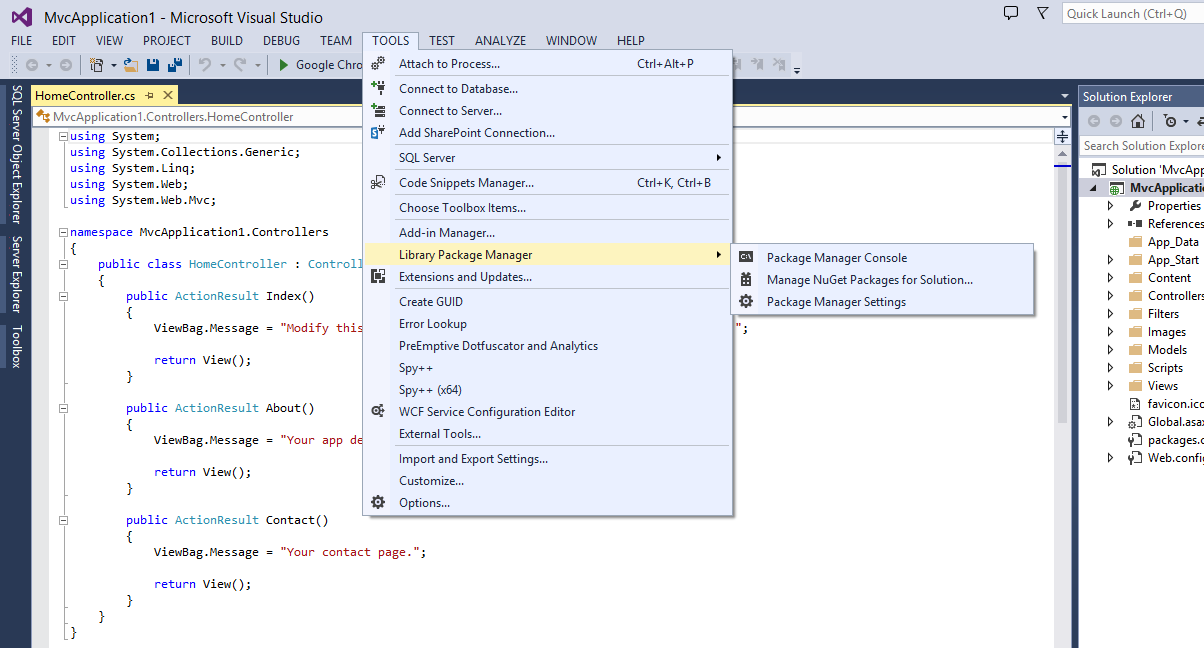 MvcApplication1 - Microsoft Visual Studio
Quick Launch (Ctrl+Q)
FILE EDIT VIEW PROJECT BUILD DEBUG TEAM TOOLS TEST ANALYZE WINDOW HELP
Google Chro
Attach to Process... Ctrl+Alt+P
Connect to Database...
Connect to Server...
Add SharePoint Connection...
SQL Server
Code Snippets Manager... Ctrl+K, Ctrl+B
Choose Toolbox Items...
Add-in Manager...
Library Package Manager
Extensions and Updates...
Create GUID
Error Lookup
PreEmptive Dotfuscator and Analytics
Spy++
Spy++ (x64)
WCF Service Configuration Editor
External Tools...
Import and Export Settings...
Customize...
Options...
Package Manager Console
Manage NuGet Packages for Solution...
Package Manager Settings
SQL Server Object Explorer
Server Explorer
Toolbox
HomeController.cs
MvcApplication1.Controllers.HomeController
using System;
using System.Collections.Generic;
using System.Linq;
using System.Web;
using System.Web.Mvc;
namespace MvcApplication1.Controllers
{
public class HomeController : Controll
{
public ActionResult Index()
{
ViewBag.Message = "Modify this ";
return View();
}
public ActionResult About()
{
ViewBag.Message = "Your app de
return View();
}
public ActionResult Contact()
{
ViewBag.Message = "Your contact page.";
return View();
}
}
}
Solution Explorer
Search Solution Explore
Solution 'MvcApp
MvcApplicati
Properties
References
App_Data
App_Start
Content
Controllers
Filters
Images
Models
Scripts
Views
favicon.ico
Global.asax
packages.c
Web.config